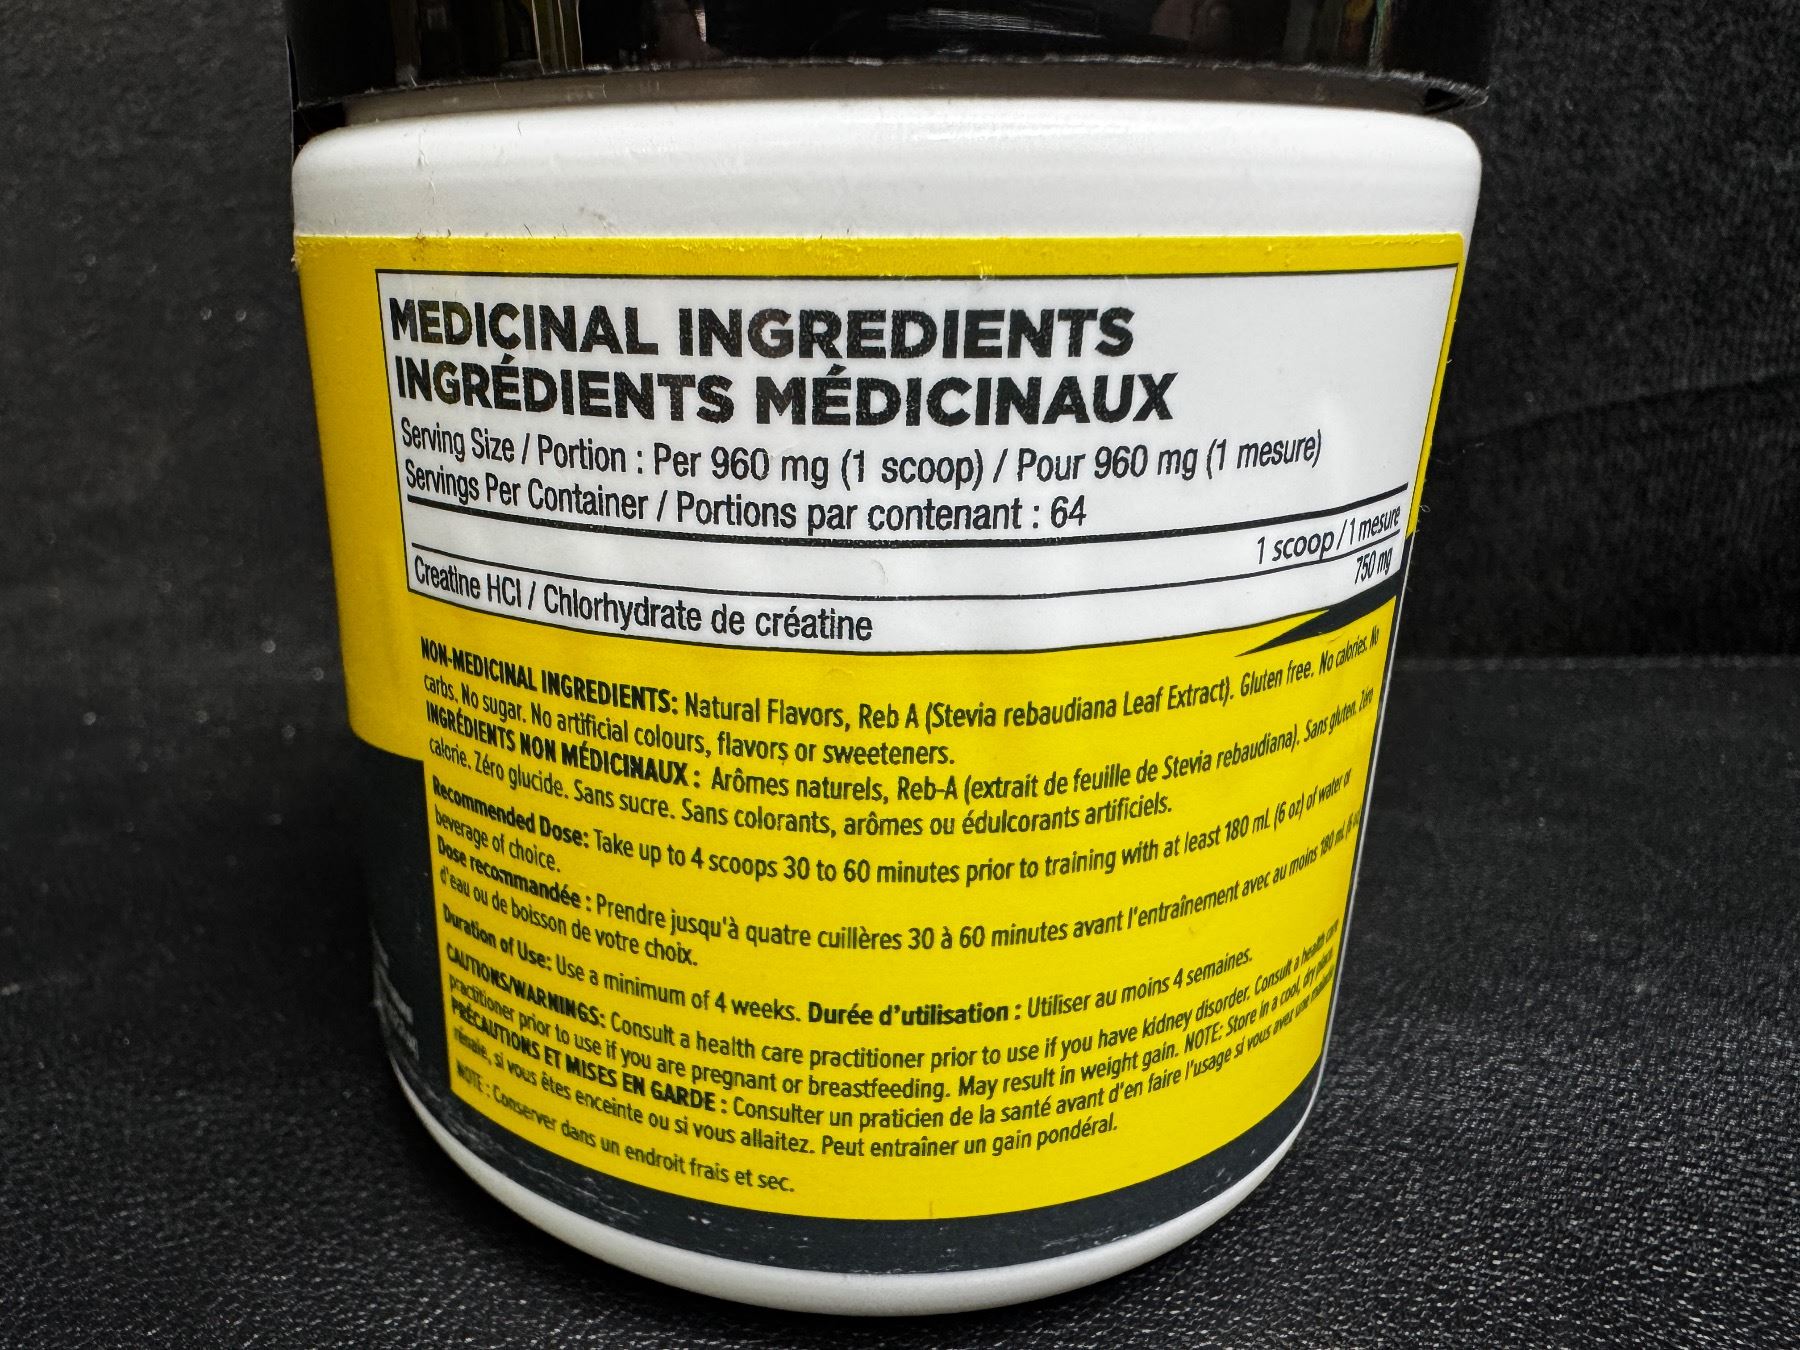 MEDICINAL INGREDIENTS
INGRÉDIENTS MÉDICINAUX
Serving Size / Portion : Per 960 mg (1 scoop) / Pour 960 mg (1 mesure)
Servings Per Container / Portions par contenant : 64
1 scoop / 1 mesure
Creatine HCl / Chlorhydrate de créatine 750 mg
NON-MEDICINAL INGREDIENTS: Natural Flavors, Reb A (Stevia rebaudiana Leaf Extract). Gluten free. No calories. No
carbs. No sugar. No artificial colours, flavors or sweeteners.
INGRÉDIENTS NON MÉDICINAUX : Arômes naturels, Reb-A (extrait de feuille de Stevia rebaudiana). Sans gluten. Zéro
calorie. Zéro glucide. Sans sucre. Sans colorants, arômes ou édulcorants artificiels.
Recommended Dose: Take up to 4 scoops 30 to 60 minutes prior to training with at least 180 mL (6 oz) of water or
beverage of choice.
Dose recommandée : Prendre jusqu'à quatre cuillères 30 à 60 minutes avant l'entraînement avec au moins 180 mL
d'eau ou de boisson de votre choix.
Duration of Use: Use a minimum of 4 weeks. Durée d'utilisation : Utiliser au moins 4 semaines.
CAUTIONS/WARNINGS: Consult a health care practitioner prior to use if you have kidney disorder. Consult a health care
practitioner prior to use if you are pregnant or breastfeeding. May result in weight gain. NOTE: Store in a cool, dry place.
PRÉCAUTIONS ET MISES EN GARDE : Consulter un praticien de la santé avant d'en faire l'usage si vous avez une maladie
rénale, si vous êtes enceinte ou si vous allaitez. Peut entraîner un gain pondéral.
NOTE : Conserver dans un endroit frais et sec.